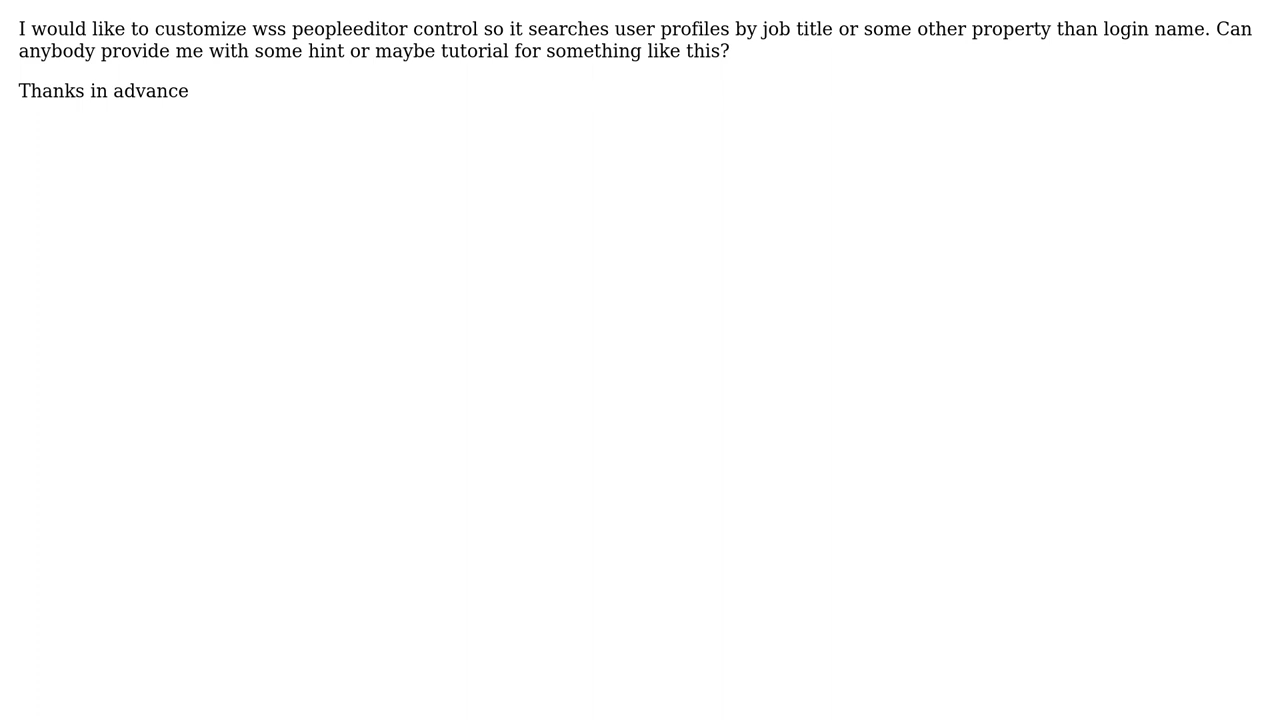 I would like to customize wss peopleeditor control so it searches user profiles by job title or some other property than login name. Can
anybody provide me with some hint or maybe tutorial for something like this?
Thanks in advance